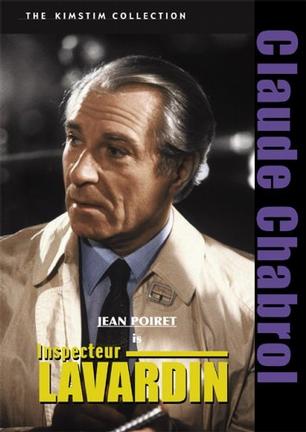 THE KIMSTIM COLLECTION
Claude Chabrol
JEAN POIRET
is
Inspecteur
LAVARDIN